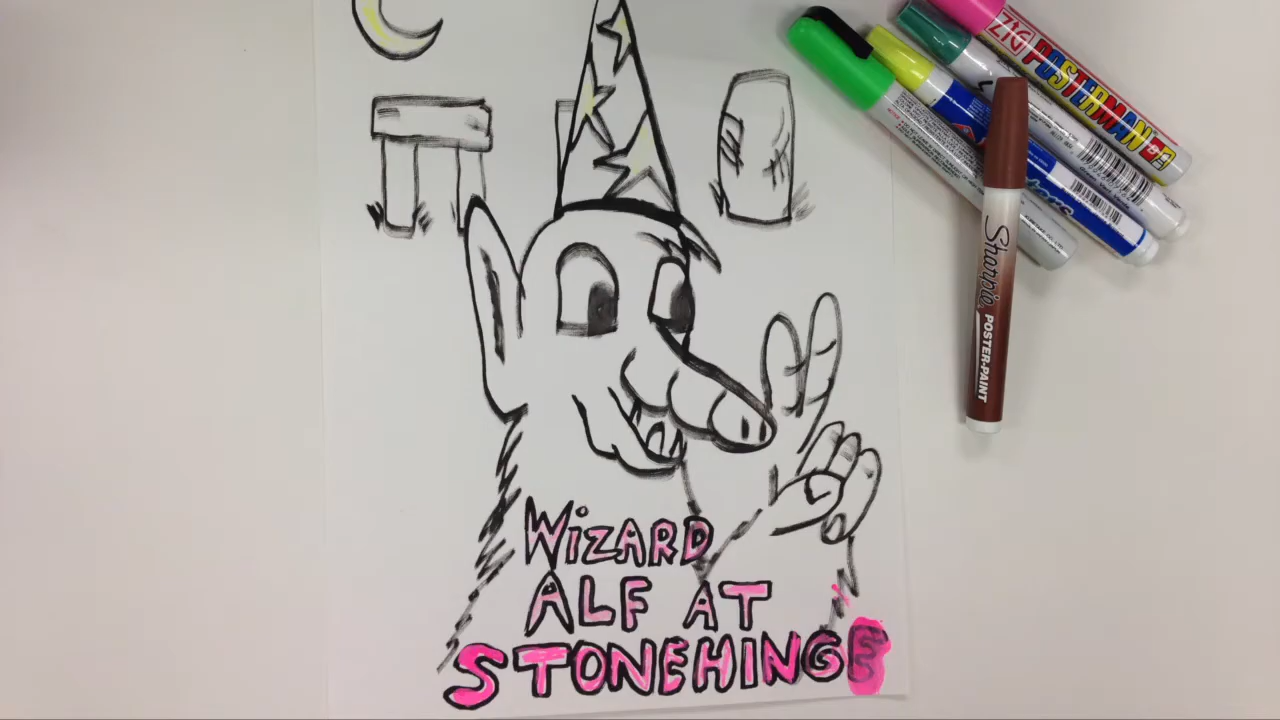 WiZARD
ALF AT
STONEHINGE
ZIG POSTERMAN
Sharpie
POSTER-PAINT